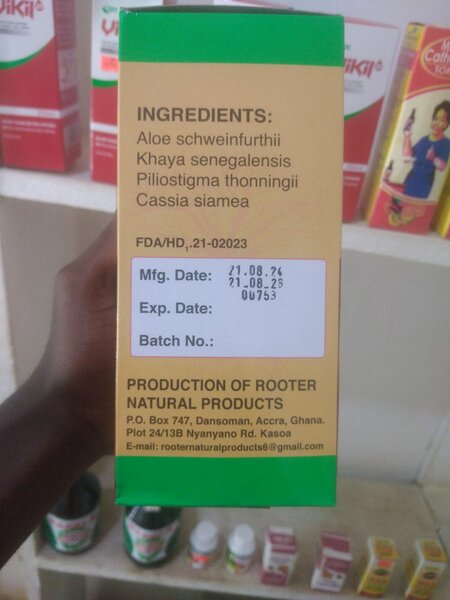 INGREDIENTS:
Aloe schweinfurthii
Khaya senegalensis
Piliostigma thonningii
Cassia siamea
FDA/HD1.21-02023
Mfg. Date: 21.08.24
21.08.26
Exp. Date: 00753
Batch No.:
PRODUCTION OF ROOTER
NATURAL PRODUCTS
P.O. Box 747, Dansoman, Accra, Ghana.
Plot 24/13B Nyanyano Rd. Kasoa
E-mail: rooternaturalproducts6@gmail.com